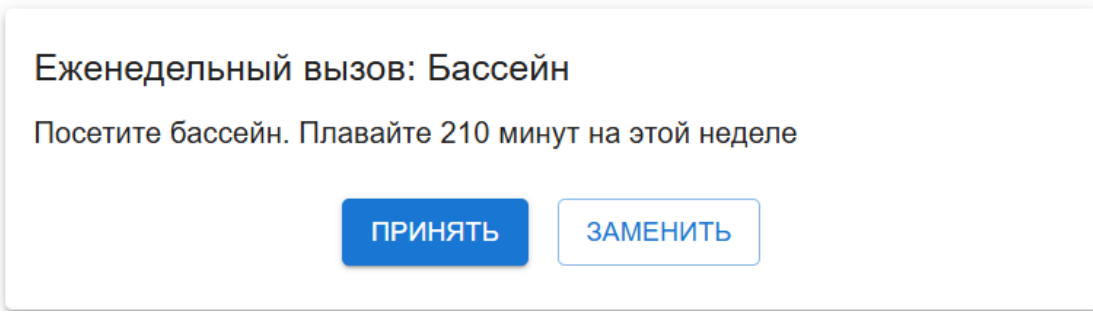 Еженедельный вызов: Бассейн
Посетите бассейн. Плавайте 210 минут на этой неделе
ПРИНЯТЬ ЗАМЕНИТЬ